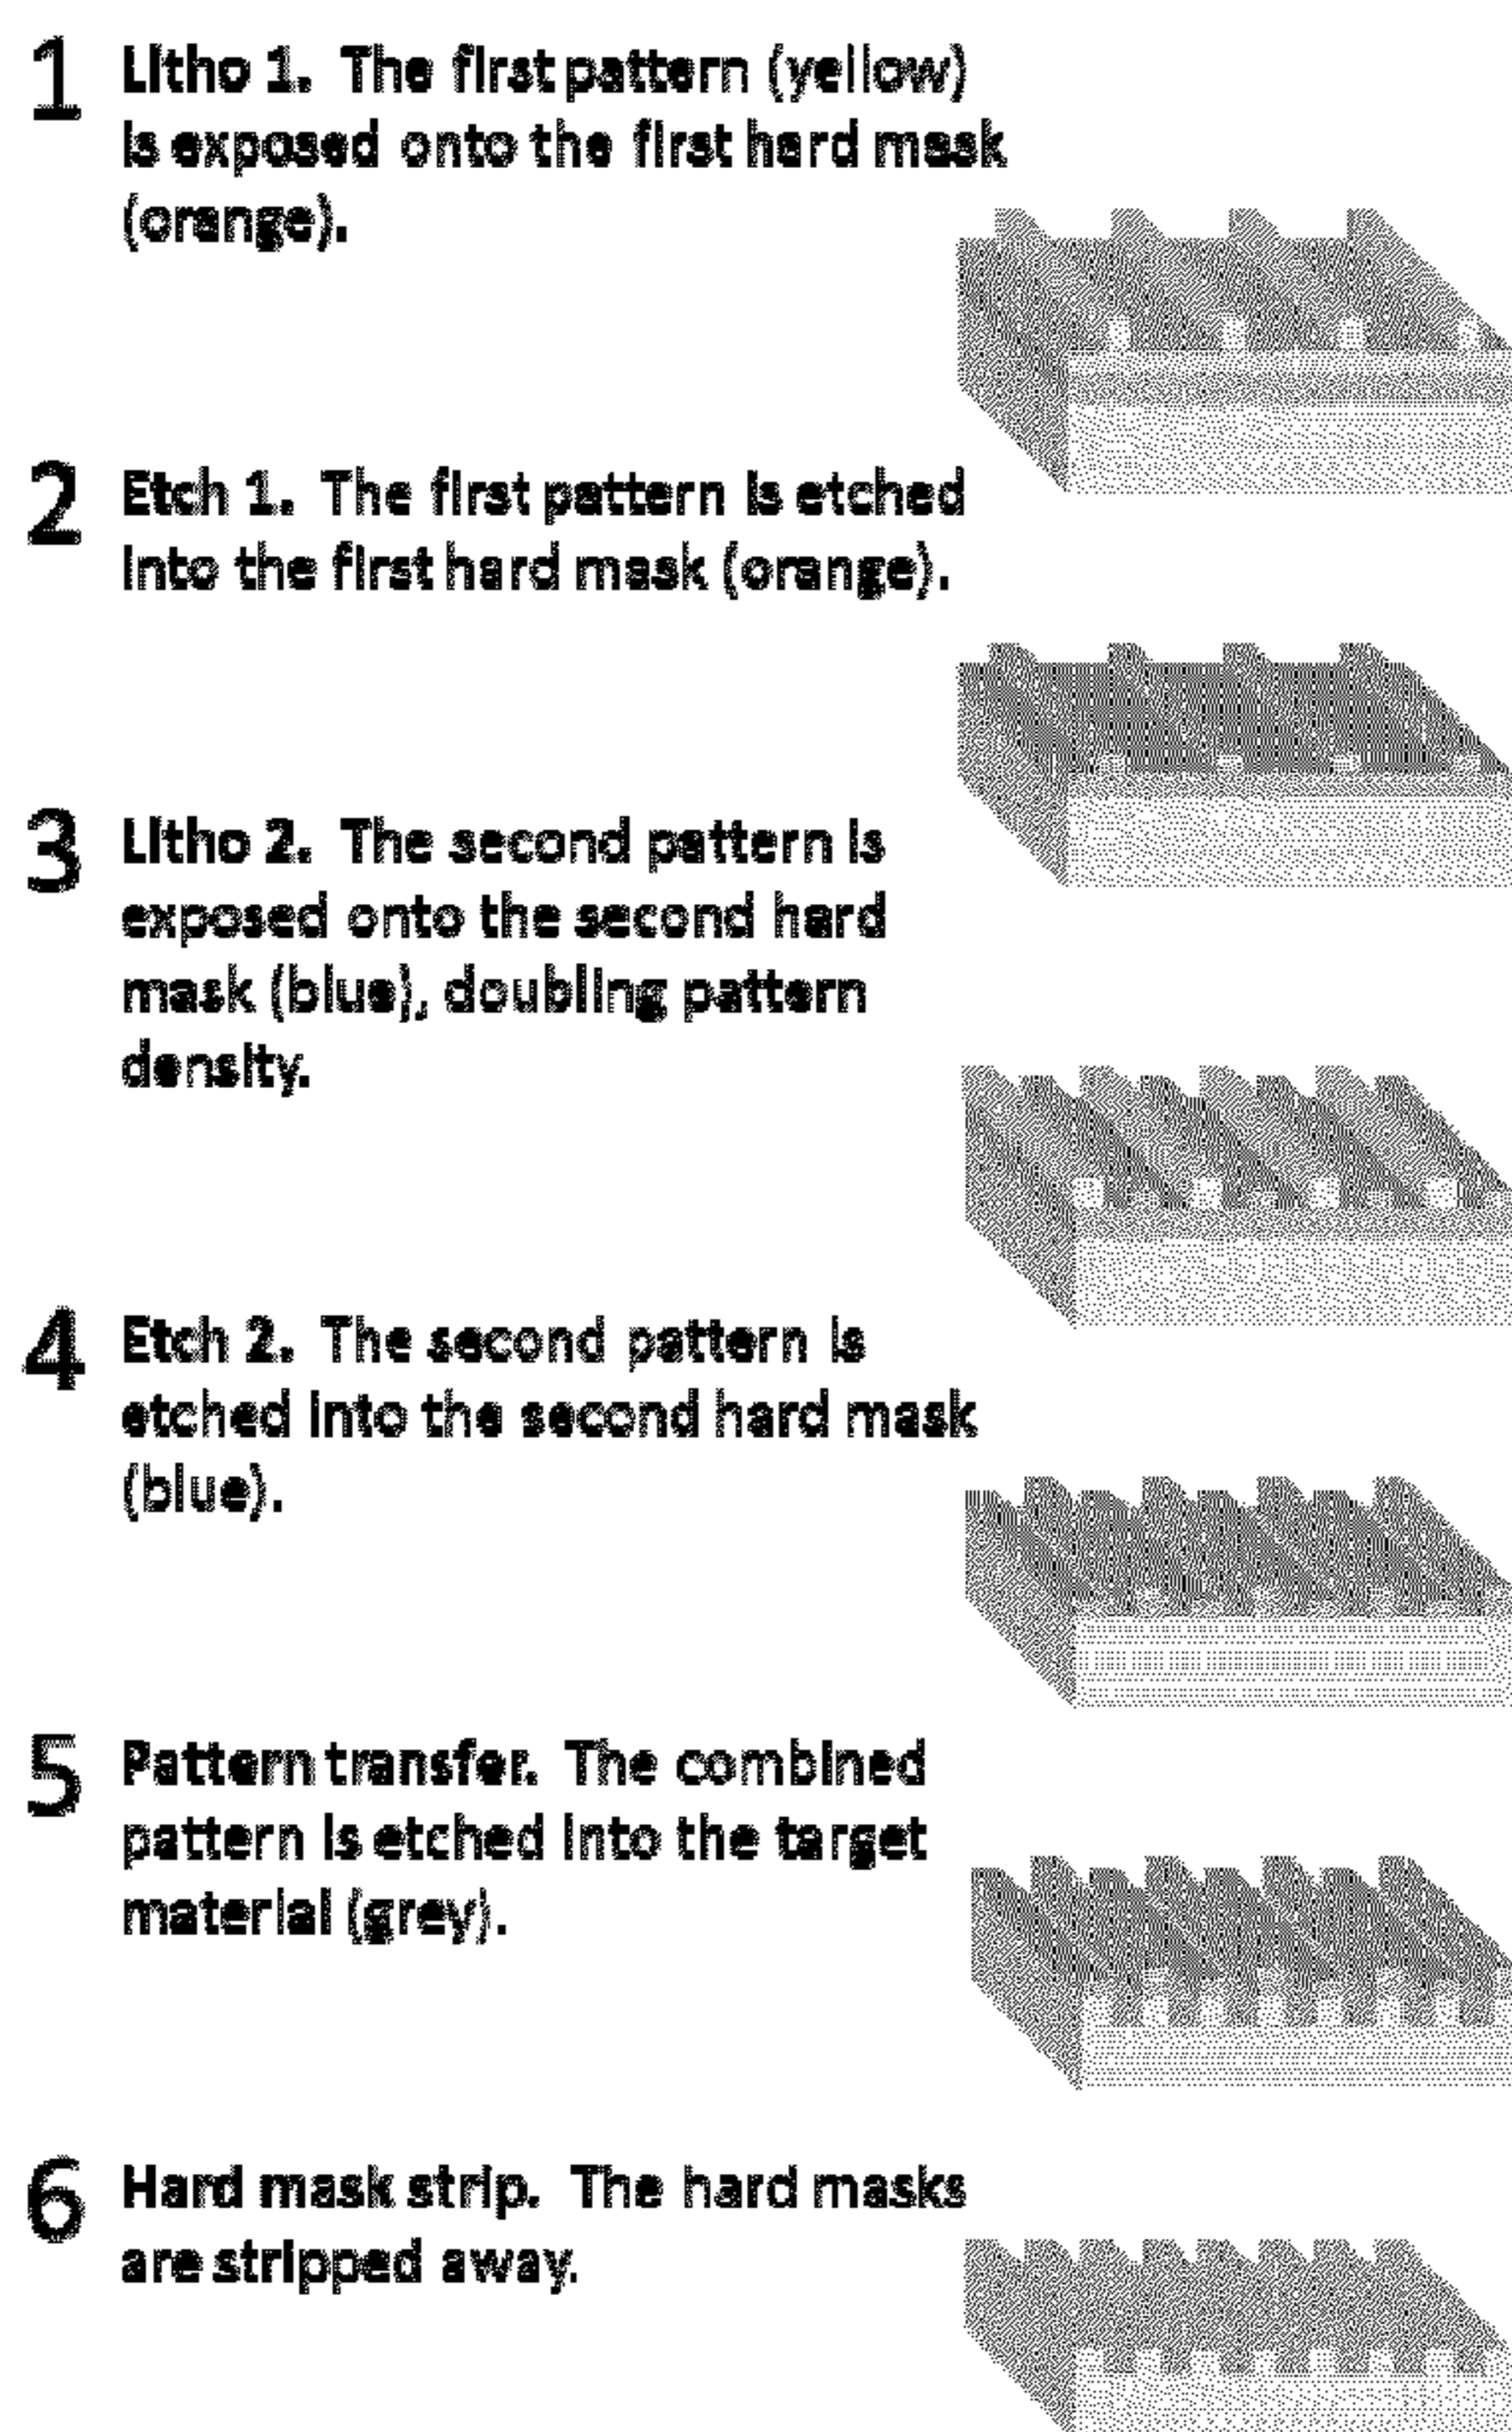 1 Litho 1. The first pattern (yellow)
is exposed onto the first hard mask
(orange).
2 Etch 1. The first pattern is etched
into the first hard mask (orange).
3 Litho 2. The second pattern is
exposed onto the second hard
mask (blue), doubling pattern
density.
4 Etch 2. The second pattern is
etched into the second hard mask
(blue).
5 Pattern transfer. The combined
pattern is etched into the target
material (grey).
6 Hard mask strip. The hard masks
are stripped away.